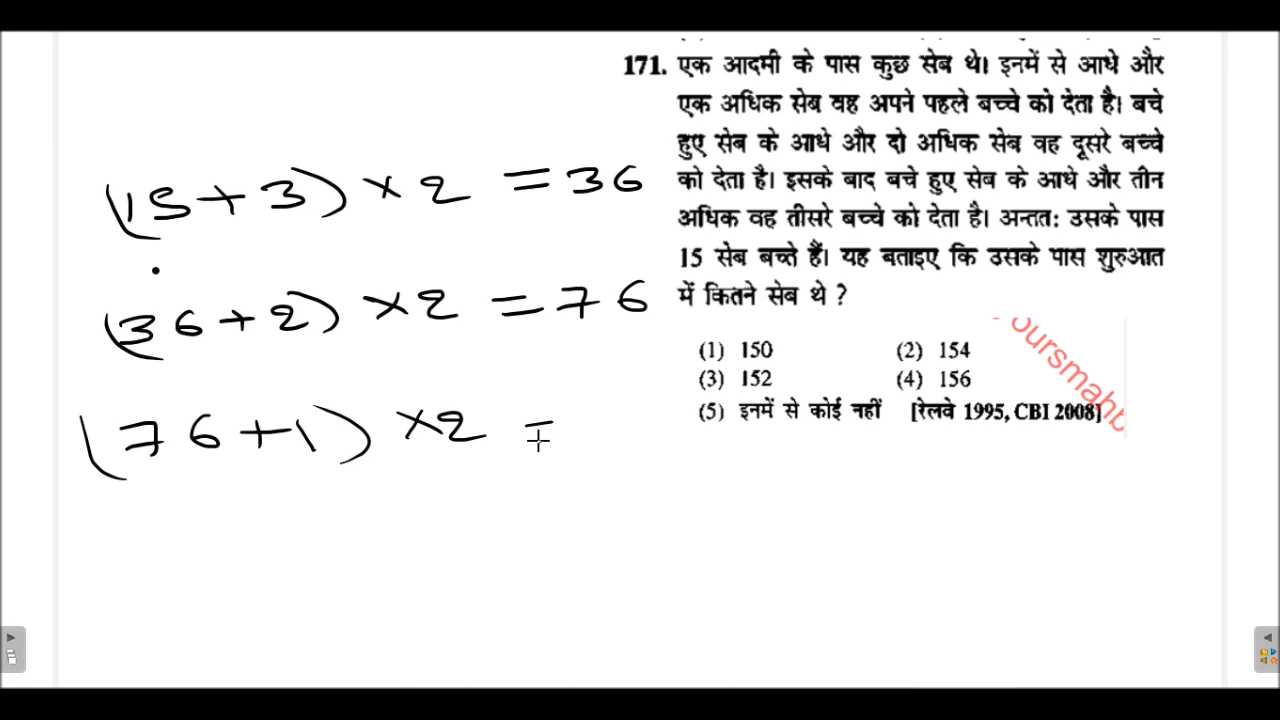 171. एक आदमी के पास कुछ सेब थे। इनमें से आधे और
एक अधिक सेब वह अपने पहले बच्चे को देता है। बचे
हुए सेब के आधे और दो अधिक सेब वह दूसरे बच्चे
को देता है। इसके बाद बचे हुए सेब के आधे और तीन
अधिक वह तीसरे बच्चे को देता है। अन्तत: उसके पास
15 सेब बच्ते हैं। यह बताइए कि उसके पास शुरुआत
में कितने सेब थे ?
(1) 150 (2) 154
(3) 152 (4) 156
(5) इनमें से कोई नहीं [रेलवे 1995, CBI 2008]
(15+3) ×2 =36
(36+2) ×2 =76
(76+1) ×2 =